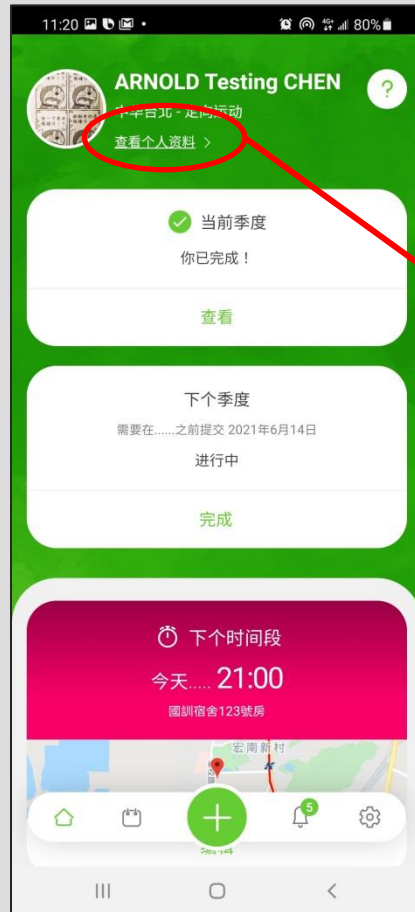 11:20
4G+ 80%
ARNOLD Testing CHEN
?
中华台北 - 定向运动
查看个人资料 >
当前季度
你已完成！
查看
下个季度
需要在......之前提交 2021年6月14日
进行中
完成
下个时间段
今天..... 21:00
國訓宿舍123號房
宏南新村
5